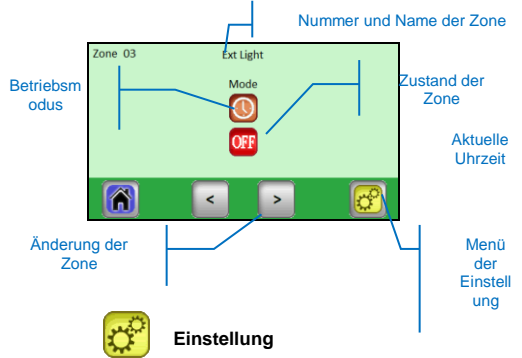 Nummer und Name der Zone
Zone 03
Ext Light
Mode
Betriebsm
odus
Zustand der
Zone
OFF
Aktuelle
Uhrzeit
<
>
Änderung der
Zone
Menü
der
Einstell
ung
Einstellung